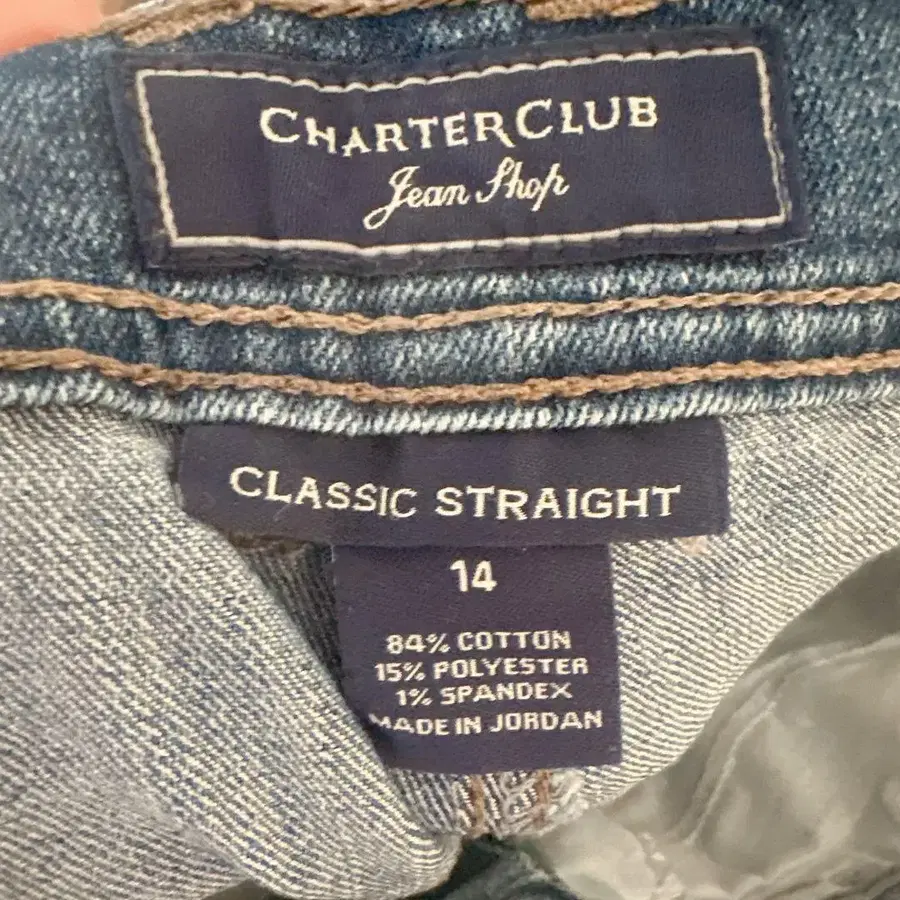 CHARTERCLUB
Jean Shop
CLASSIC STRAIGHT
14
84% COTTON
15% POLYESTER
1% SPANDEX
MADE IN JORDAN